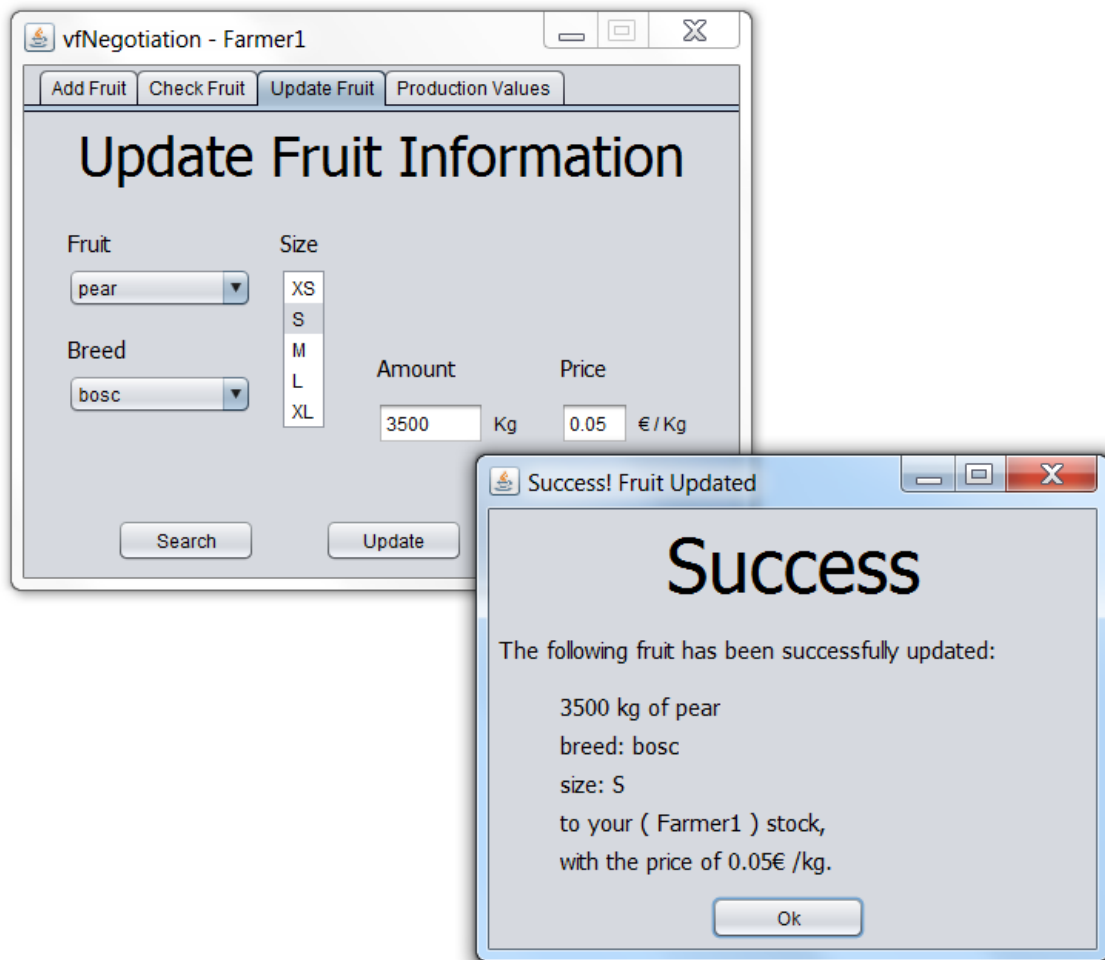 vfNegotiation - Farmer1
Add Fruit Check Fruit Update Fruit Production Values
Update Fruit Information
Fruit Size
pear XS
S
Breed M
bosc L
XL
Amount Price
3500 Kg 0.05 €/Kg
Search Update
Success! Fruit Updated
Success
The following fruit has been successfully updated:
3500 kg of pear
breed: bosc
size: S
to your ( Farmer1 ) stock,
with the price of 0.05€ /kg.
Ok